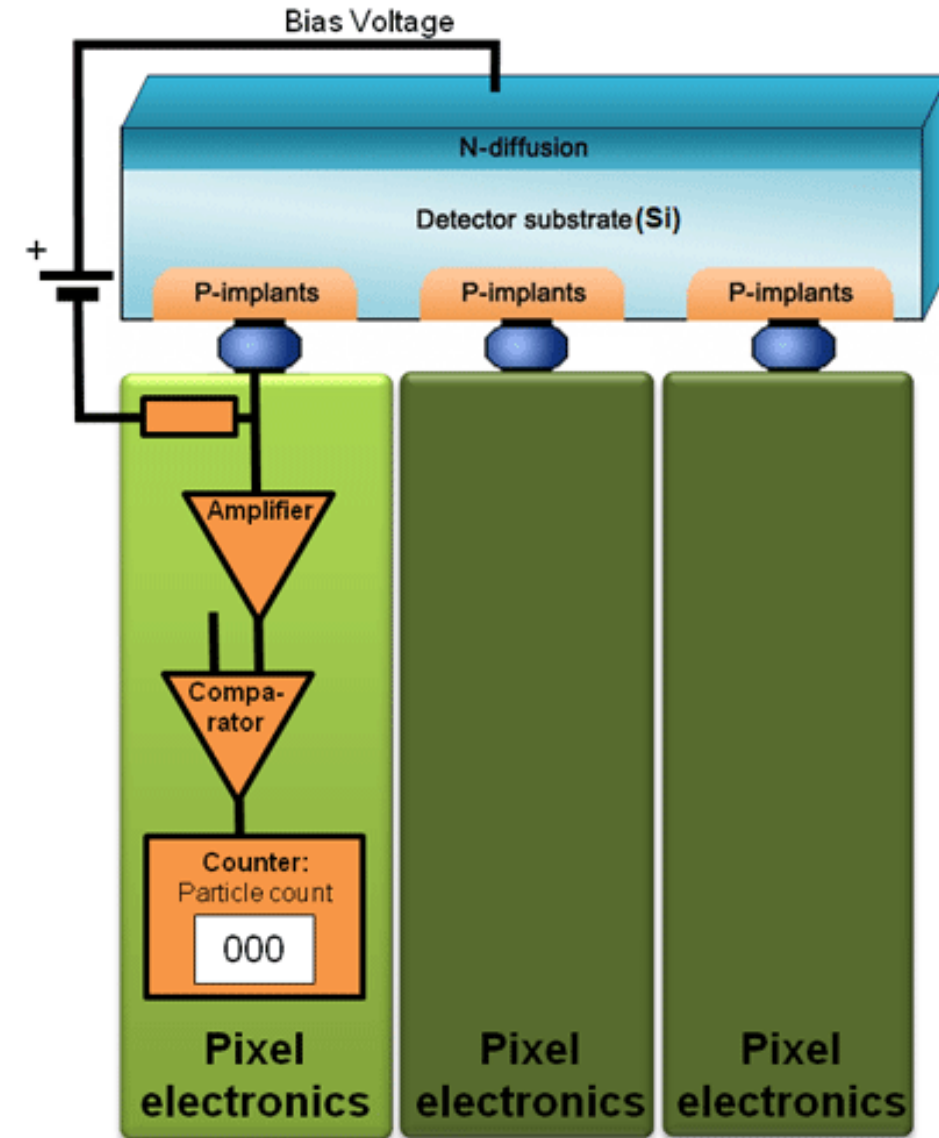 Bias Voltage
N-diffusion
Detector substrate(Si)
+
P-implants P-implants P-implants
Amplifier
Compa-
rator
Counter:
Particle count
000
Pixel
electronics
Pixel
electronics
Pixel
electronics